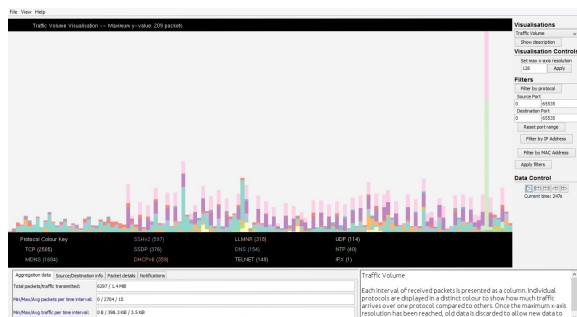 File View Help
Traffic Volume Visualisation -- Maximum y-value: 209 packets
Visualisations
Traffic Volume
Show description
Visualisation Controls
Set max x-axis resolution
128 Apply
Filters
Filter by protocol
Source Port
0 65535
Destination Port
0 65535
Reset port range
Filter by IP Address
Filter by MAC Address
Apply filters
Data Control
Current time: 247s
Protocol Colour Key
SSHv2 (597) LLMNR (318) UDP (114)
TCP (2565) SSDP (376) DNS (154) NTP (40)
MDNS (1684) DHCPv6 (359) TELNET (149) IPX (1)
Aggregation data Source/Destination info Packet details Notifications
Total packets/traffic transmitted: 6297 / 1.4 MB
Min/Max/Avg packets per time interval: 0 / 2704 / 15
Min/Max/Avg traffic per time interval: 0 B / 398.3 KB / 3.5 KB
Traffic Volume
Each interval of received packets is presented as a column. Individual
protocols are displayed in a distinct colour to show how much traffic
arrives over one protocol compared to others. Once the maximum x-axis
resolution has been reached, old data is discarded to allow new data to